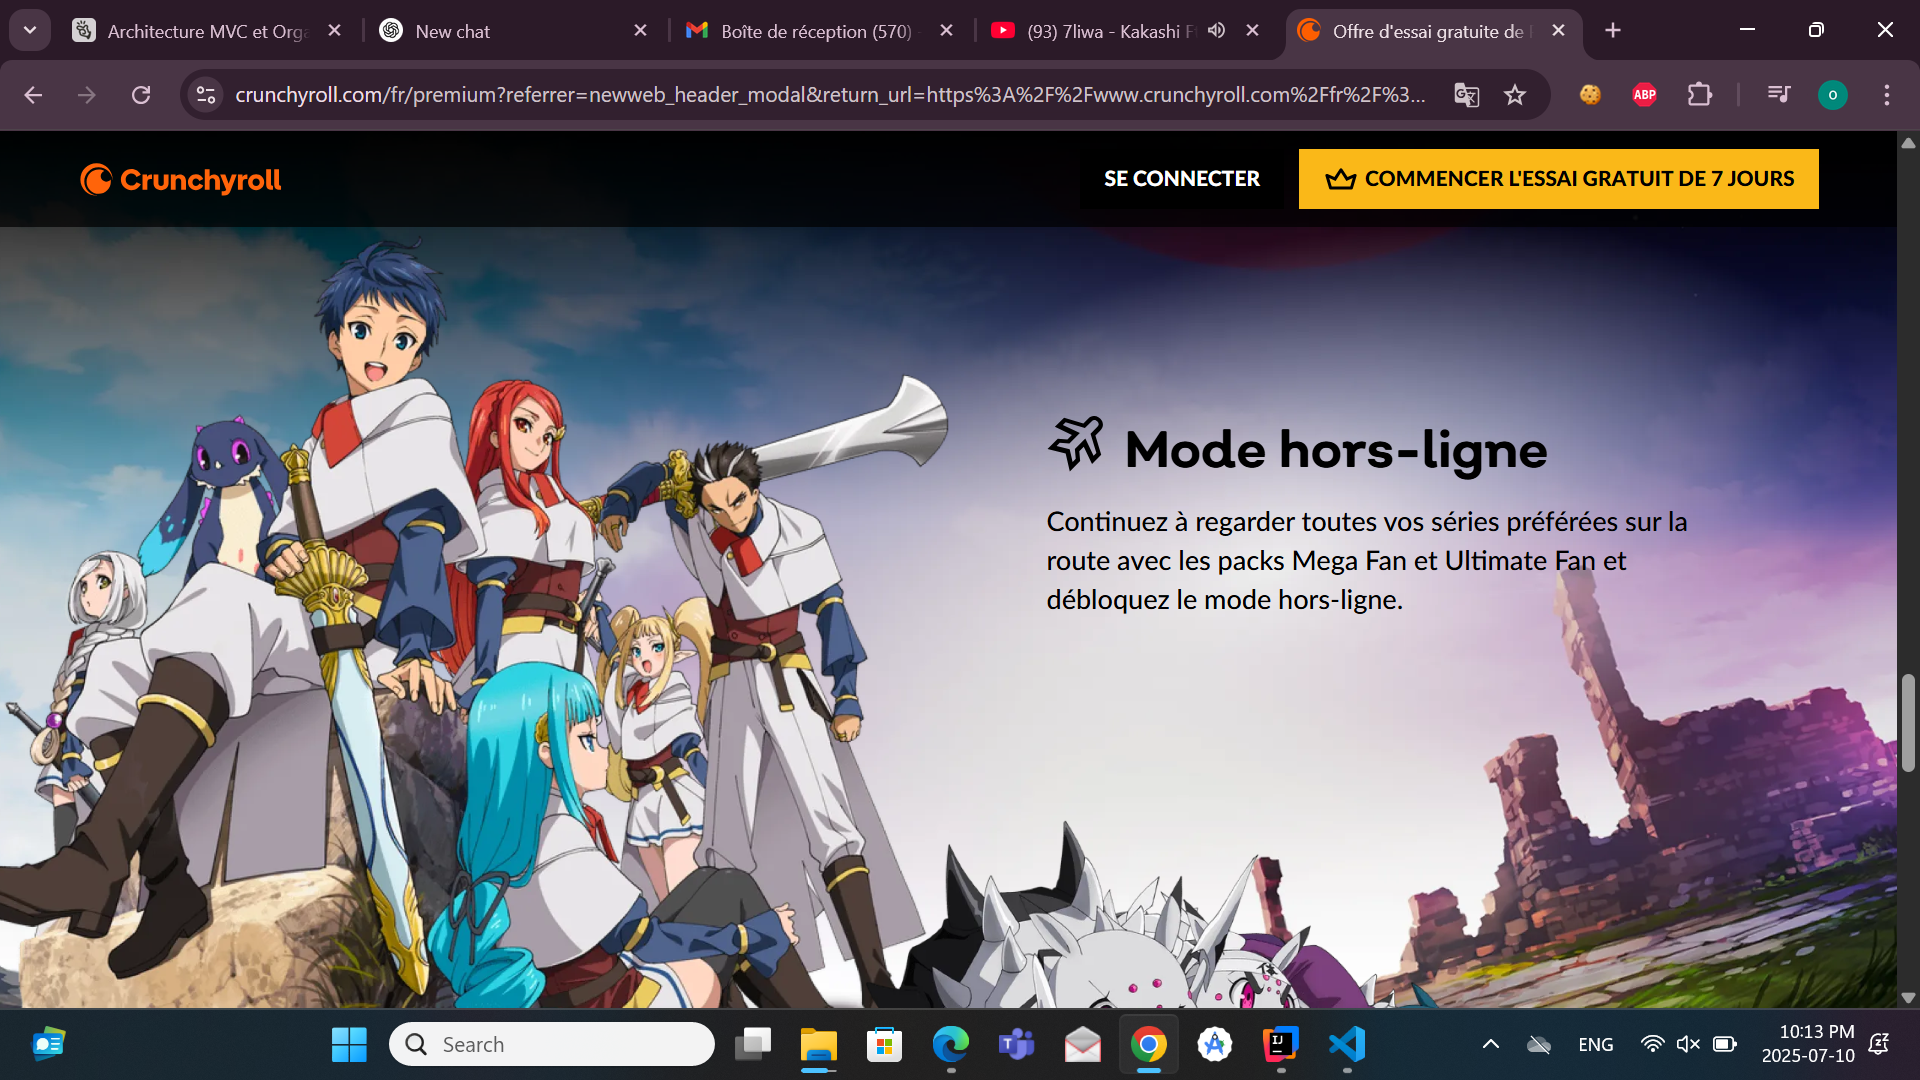 Architecture MVC et Orga
New chat
Boîte de réception (570)
(93) 7liwa - Kakashi F
Offre d'essai gratuite de
crunchyroll.com/fr/premium?referrer=newweb_header_modal&return_url=https%3A%2F%2Fwww.crunchyroll.com%2Ffr%2F%3...
ABP
O
Crunchyroll
SE CONNECTER
COMMENCER L'ESSAI GRATUIT DE 7 JOURS
Mode hors-ligne
Continuez à regarder toutes vos séries préférées sur la
route avec les packs Mega Fan et Ultimate Fan et
débloquez le mode hors-ligne.
Search
ENG
10:13 PM
2025-07-10